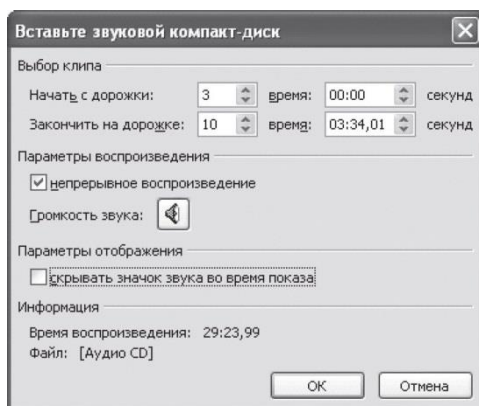 Вставьте звуковой компакт-диск
Выбор клипа
Начать с дорожки: 3 время: 00:00 секунд
Закончить на дорожке: 10 время: 03:34,01 секунд
Параметры воспроизведения
непрерывное воспроизведение
Громкость звука:
Параметры отображения
скрывать значок звука во время показа
Информация
Время воспроизведения: 29:23,99
Файл: [Аудио CD]
ОК Отмена